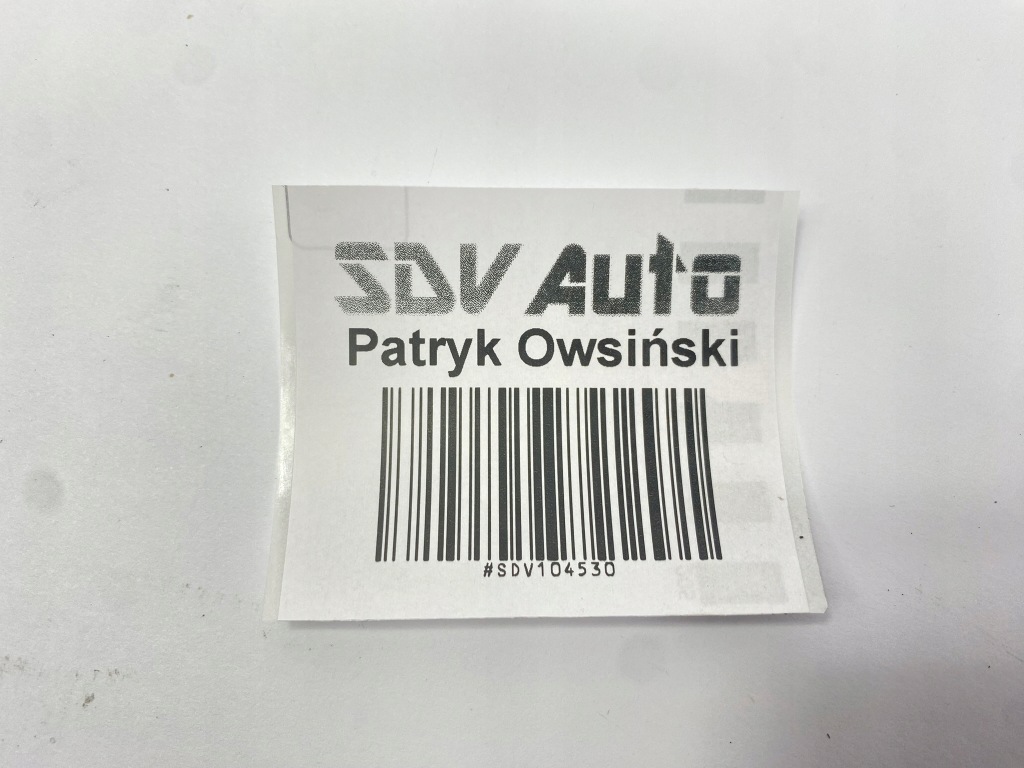 SDV Auto
Patryk Owsiński
#SDV104530